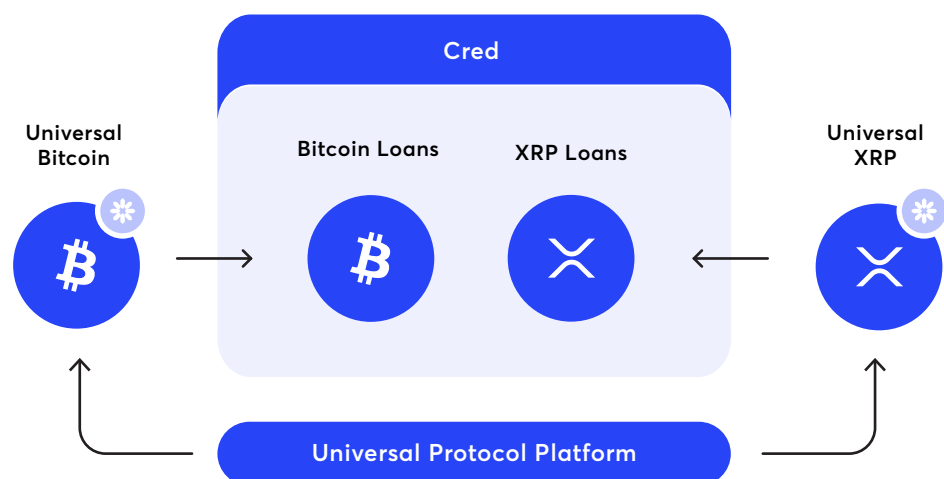 Cred
Universal
Bitcoin
Bitcoin Loans
XRP Loans
Universal
XRP
Universal Protocol Platform